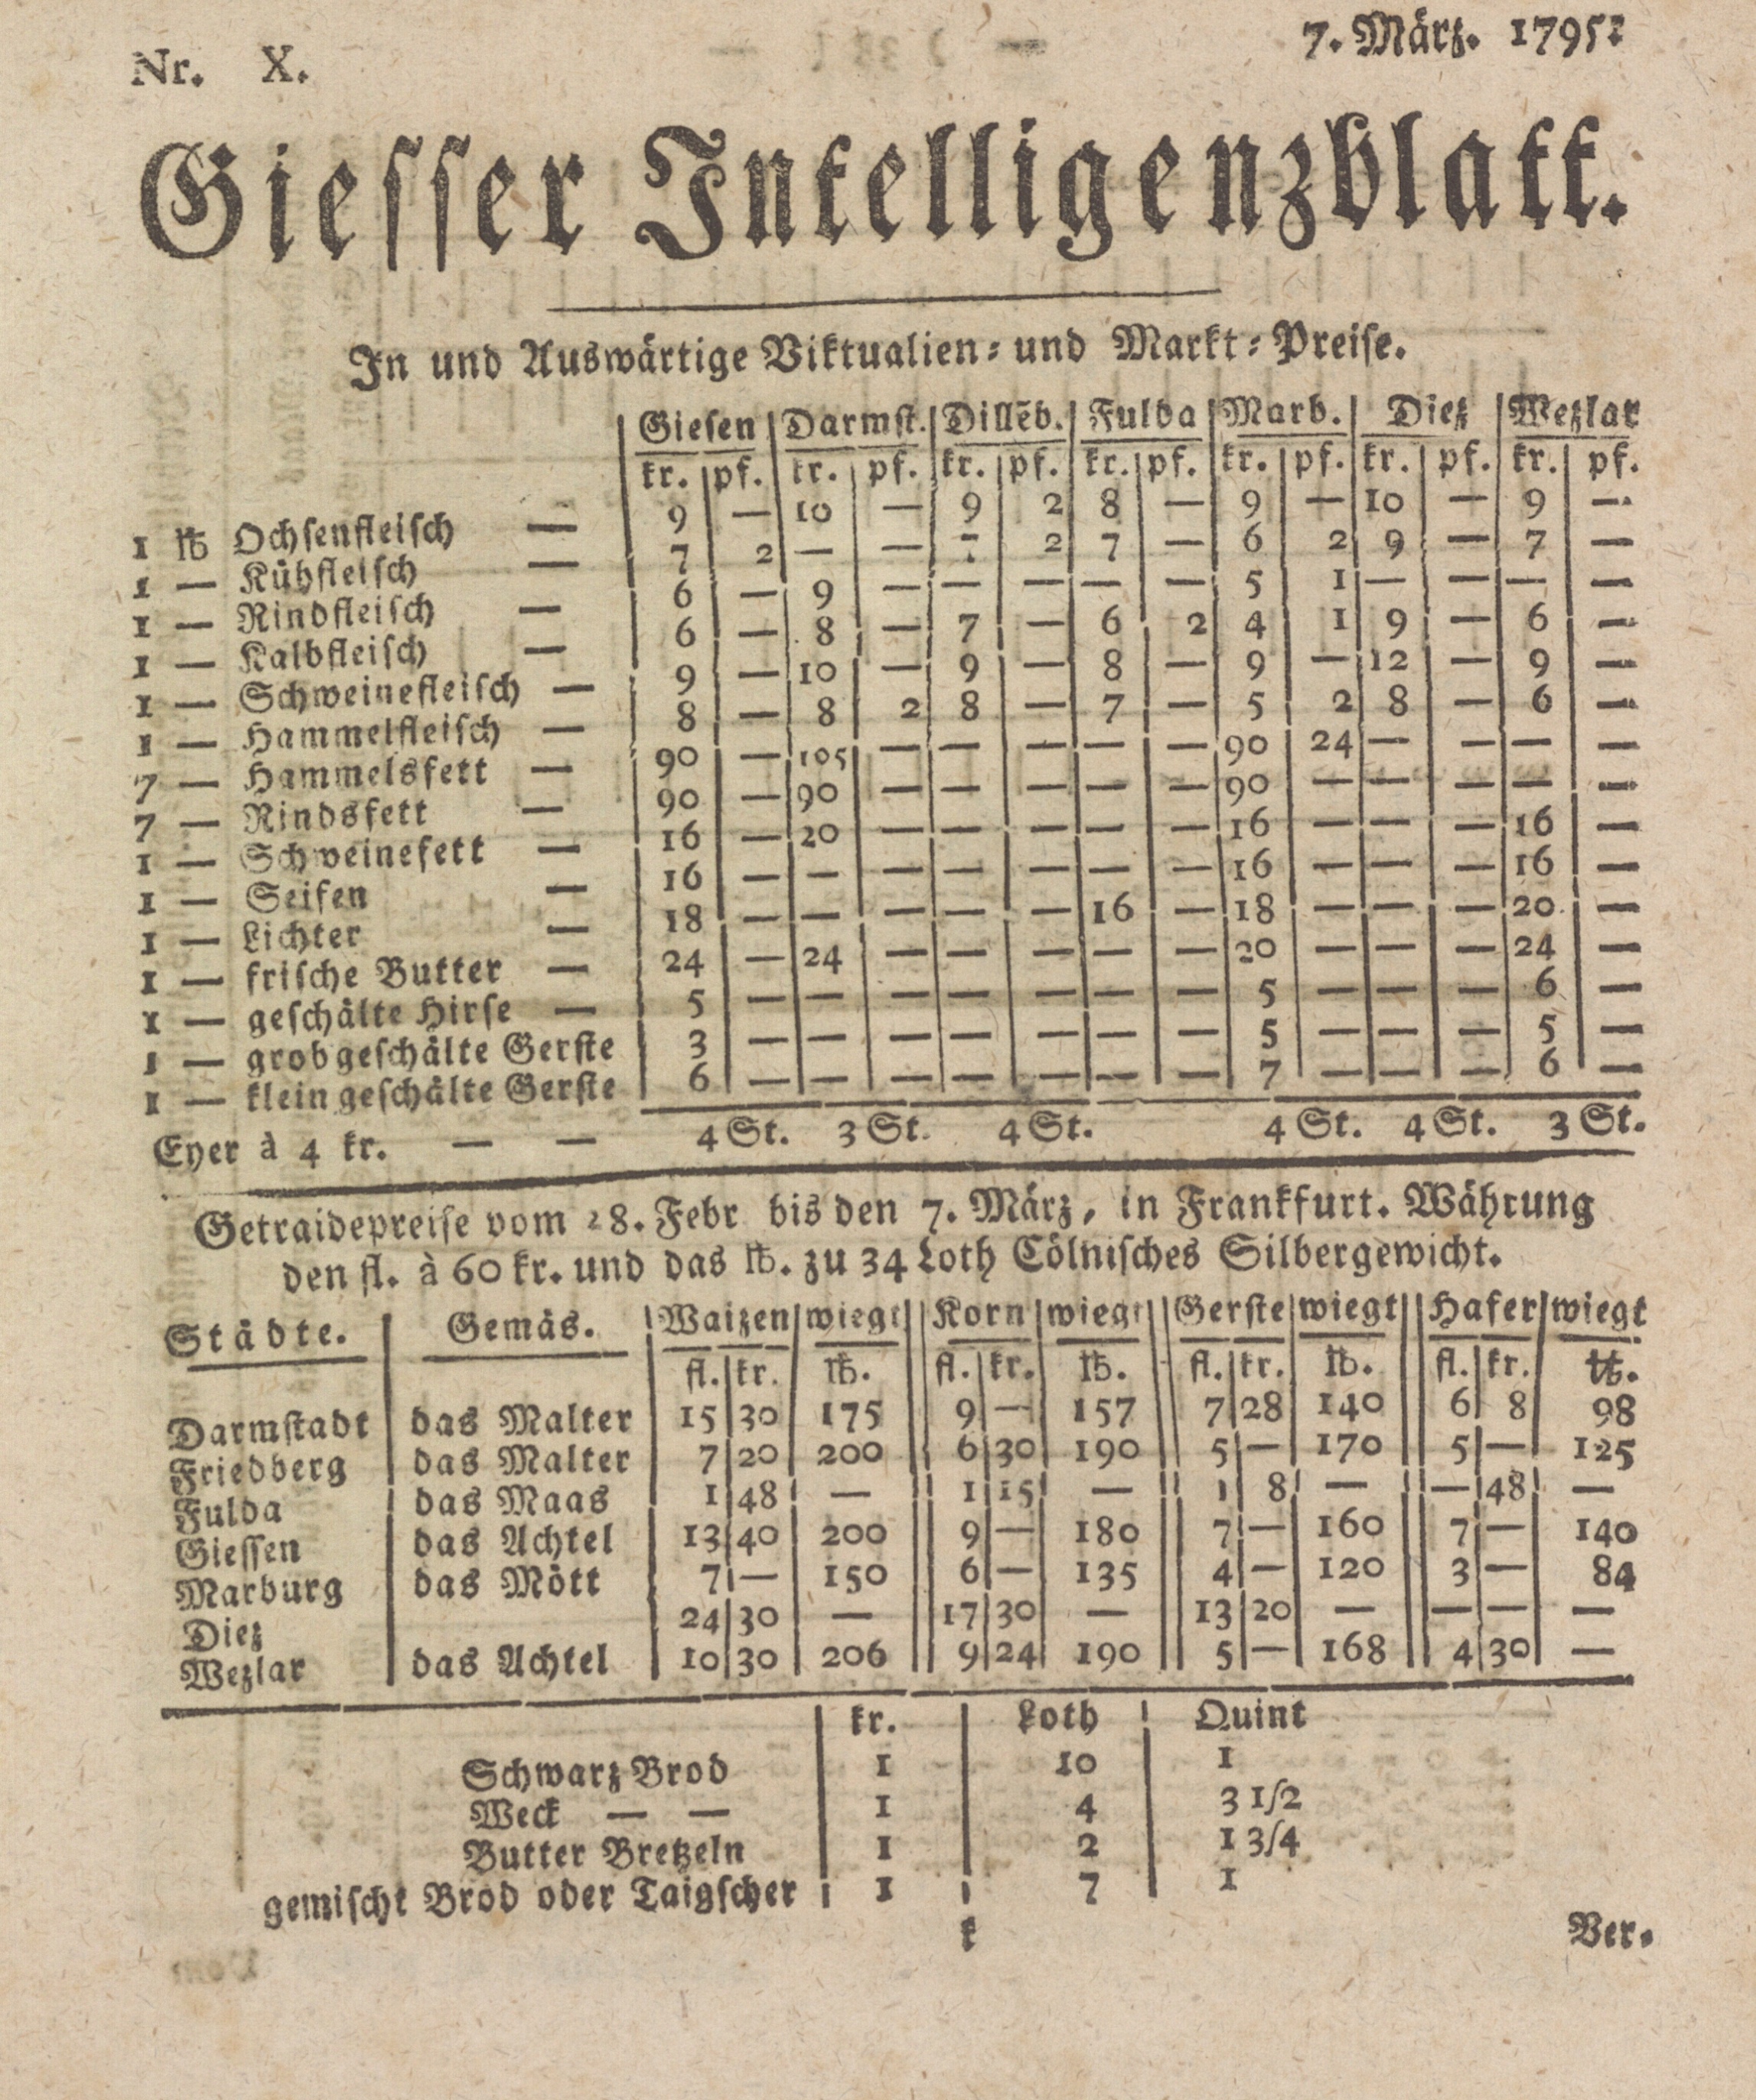 Nr. X.
7. März. 1795.
Gieſſer Intelligenzblatt.
In und Auswärtige Viktualien- und Markt-Preiſe.
Gieſen | Darmſt. | Dillēb. | Fulda | Marb. | Dietz | Wetzlar
kr. | pf. | kr. | pf. | kr. | pf. | kr. | pf. | kr. | pf. | kr. | pf. | kr. | pf.
1 ℔ Ochſenfleiſch — | 9 | — | 10 | — | 9 | 2 | 8 | — | 9 | — | 10 | — | 9 | —
1 — Kühfleiſch — | 7 | 2 | — | — | 7 | 2 | 7 | — | 6 | 2 | 9 | — | 7 | —
1 — Rindfleiſch — | 6 | — | 9 | — | — | — | — | — | 5 | 1 | — | — | — | —
1 — Kalbfleiſch — | 6 | — | 8 | — | 7 | — | 6 | 2 | 4 | 1 | 9 | — | 6 | —
1 — Schweinefleiſch — | 9 | — | 10 | — | 9 | — | 8 | — | 9 | — | 12 | — | 9 | —
1 — Hammelfleiſch — | 8 | — | 8 | 2 | 8 | — | 7 | — | 5 | 2 | 8 | — | 6 | —
7 — Hammelsfett — | 90 | — | 105 | — | — | — | — | — | 90 | 24 | — | — | — | —
7 — Rindsfett — | 90 | — | 90 | — | — | — | — | — | 90 | — | — | — | — | —
1 — Schweinefett — | 16 | — | 20 | — | — | — | — | — | 16 | — | — | — | 16 | —
1 — Seifen — | 16 | — | — | — | — | — | — | — | 16 | — | — | — | 16 | —
1 — Lichter — | 18 | — | — | — | — | — | 16 | — | 18 | — | — | — | 20 | —
1 — friſche Butter — | 24 | — | 24 | — | — | — | — | — | 20 | — | — | — | 24 | —
1 — geſchälte Hirſe — | 5 | — | — | — | — | — | — | — | 5 | — | — | — | 6 | —
1 — grob geſchälte Gerſte | 3 | — | — | — | — | — | — | — | 5 | — | — | — | 5 | —
1 — klein geſchälte Gerſte | 6 | — | — | — | — | — | — | — | 7 | — | — | — | 6 | —
Eyer à 4 kr. — — 4 St. 3 St. 4 St. 4 St. 4 St. 3 St.
Getraidepreiſe vom 28. Febr bis den 7. März, in Frankfurt. Währung
den fl. à 60 kr. und das ℔. zu 34 Loth Cölniſches Silbergewicht.
Städte. | Gemäs. | Waizen | wiegt | Korn | wiegt | Gerſte | wiegt | Hafer | wiegt
fl. | kr. | ℔. | fl. | kr. | ℔. | fl. | kr. | ℔. | fl. | kr. | ℔.
Darmſtadt | das Malter | 15 | 30 | 175 | 9 | — | 157 | 7 | 28 | 140 | 6 | 8 | 98
Friedberg | das Malter | 7 | 20 | 200 | 6 | 30 | 190 | 5 | — | 170 | 5 | — | 125
Fulda | das Maas | 1 | 48 | — | 1 | 15 | — | 1 | 8 | — | — | 48 | —
Gieſſen | das Achtel | 13 | 40 | 200 | 9 | — | 180 | 7 | — | 160 | 7 | — | 140
Marburg | das Mött | 7 | — | 150 | 6 | — | 135 | 4 | — | 120 | 3 | — | 84
Dietz | 24 | 30 | — | 17 | 30 | — | 13 | 20 | — | — | — | —
Wetzlar | das Achtel | 10 | 30 | 206 | 9 | 24 | 190 | 5 | — | 168 | 4 | 30 | —
kr. | Loth | Quint
Schwarz Brod | 1 | 10 | 1
Weck — — | 1 | 4 | 3 1/2
Butter Bretzeln | 1 | 2 | 1 3/4
gemiſcht Brod oder Taigſcher | 1 | 7 | 1
k
Ver-